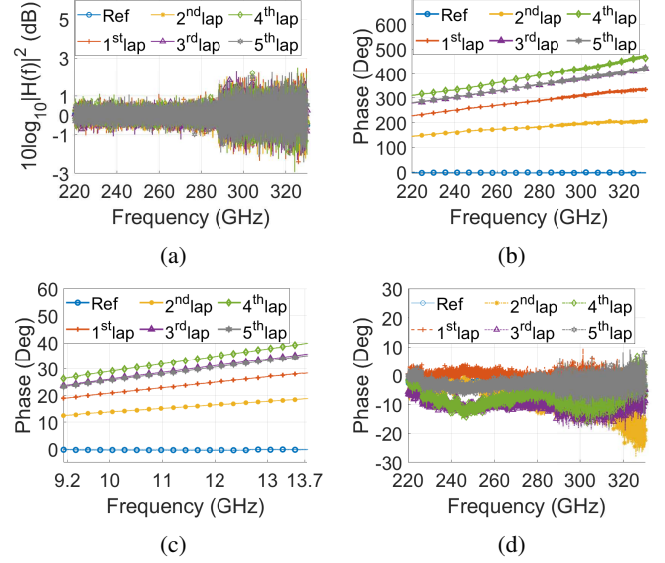 10log₁₀|H(f)|² (dB)
Ref 2ⁿᵈlap 4ᵗʰlap
1ˢᵗlap 3ʳᵈlap 5ᵗʰlap
3
1
0
-1
-3
220 240 260 280 300 320
Frequency (GHz)
(a)
Phase (Deg)
Ref 2ⁿᵈlap 4ᵗʰlap
1ˢᵗlap 3ʳᵈlap 5ᵗʰlap
600
500
400
300
200
100
0
220 240 260 280 300 320
Frequency (GHz)
(b)
Phase (Deg)
60
Ref 2ⁿᵈlap 4ᵗʰlap
50
1ˢᵗlap 3ʳᵈlap 5ᵗʰlap
40
30
20
10
0
9.2 10 11 12 13 13.7
Frequency (GHz)
(c)
Phase (Deg)
30
Ref 2ⁿᵈlap 4ᵗʰlap
20
1ˢᵗlap 3ʳᵈlap 5ᵗʰlap
10
0
-10
-20
-30
220 240 260 280 300 320
Frequency (GHz)
(d)